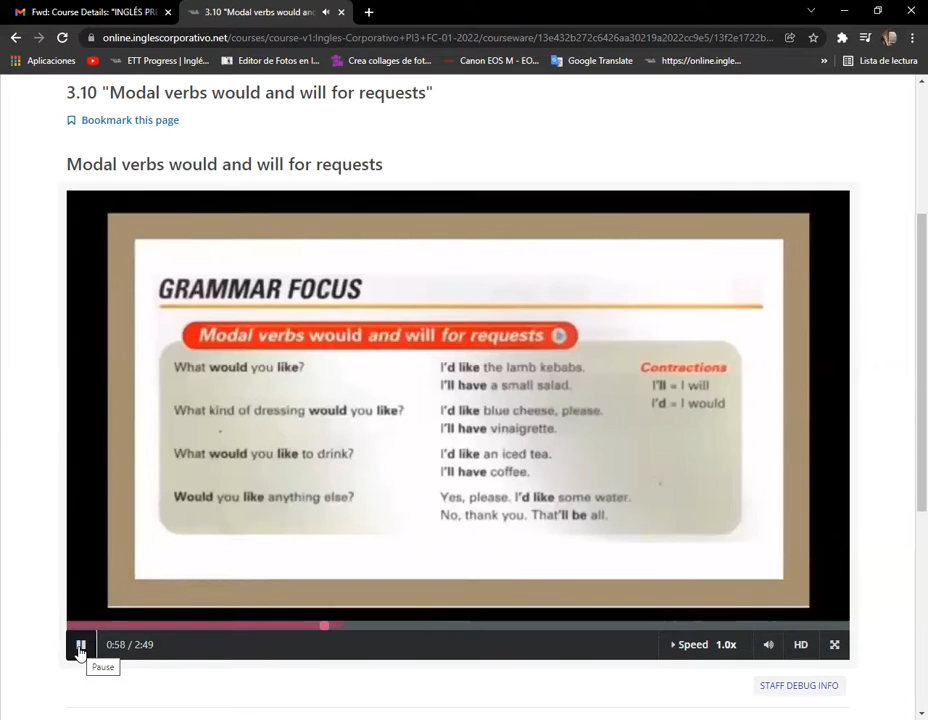 Fwd: Course Details: "INGLÉS PR
3.10 "Modal verbs would and
online.inglescorporativo.net/courses/course-v1:Ingles-Corporativo+PI3+FC-01-2022/courseware/13e432b272c6426aa30219a2022cc9e5/13f2e1722b...
Aplicaciones
ETT Progress | Inglé...
Editor de Fotos en l...
Crea collages de fot...
Canon EOS M - EO...
Google Translate
https://online.ingle...
»
Lista de lectura
3.10 "Modal verbs would and will for requests"
Bookmark this page
Modal verbs would and will for requests
GRAMMAR FOCUS
Modal verbs would and will for requests
What would you like?
I'd like the lamb kebabs.
I'll have a small salad.
Contractions
I'll = I will
I'd = I would
What kind of dressing would you like?
I'd like blue cheese, please.
I'll have vinaigrette.
What would you like to drink?
I'd like an iced tea.
I'll have coffee.
Would you like anything else?
Yes, please. I'd like some water.
No, thank you. That'll be all.
0:58 / 2:49
Speed 1.0x
HD
Pause
STAFF DEBUG INFO